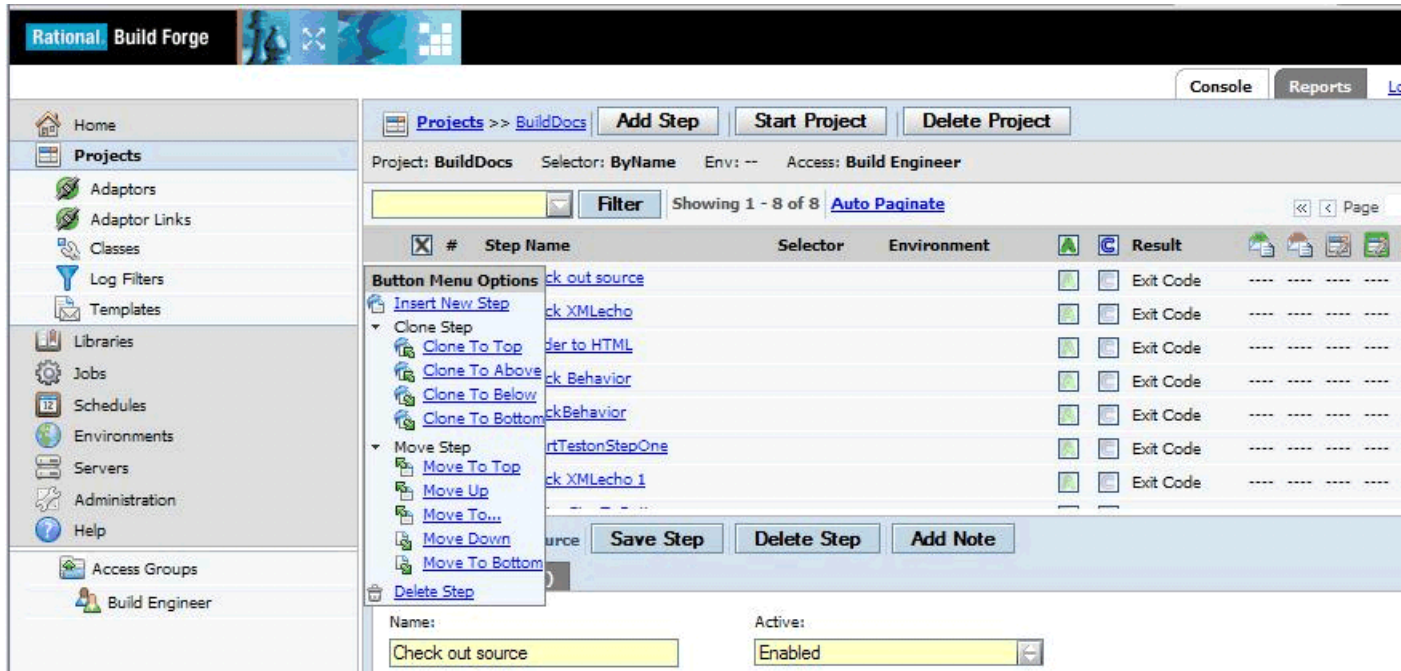 Rational. Build Forge
Console
Reports
Home
Projects
Adaptors
Adaptor Links
Classes
Log Filters
Templates
Libraries
Jobs
12
Schedules
Environments
Servers
Administration
? Help
Access Groups
Build Engineer
Projects >> BuildDocs Add Step Start Project Delete Project
Project: BuildDocs Selector: ByName Env: -- Access: Build Engineer
Filter Showing 1 - 8 of 8 Auto Paginate << < Page
X # Step Name Selector Environment A C Result
ck out source A C Exit Code ---- ---- ---- ----
ck XMLecho A C Exit Code ---- ---- ---- ----
der to HTML A C Exit Code ---- ---- ---- ----
ck Behavior A C Exit Code ---- ---- ---- ----
ckBehavior A C Exit Code ---- ---- ---- ----
rtTestonStepOne A C Exit Code ---- ---- ---- ----
ck XMLecho 1 A C Exit Code ---- ---- ---- ----
Button Menu Options
Insert New Step
Clone Step
Clone To Top
Clone To Above
Clone To Below
Clone To Bottom
Move Step
Move To Top
Move Up
Move To...
Move Down
Move To Bottom
Delete Step
urce Save Step Delete Step Add Note
)
Name: Active:
Check out source Enabled